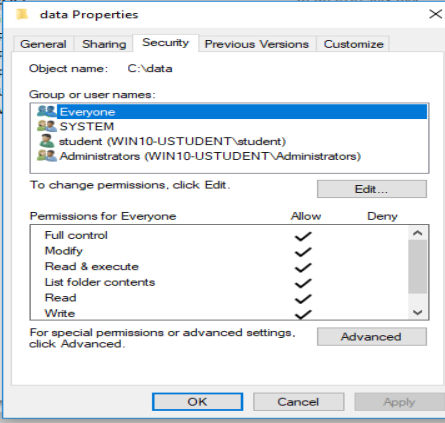 data Properties
General Sharing Security Previous Versions Customize
Object name: C:\data
Group or user names:
Everyone
SYSTEM
student (WIN10-USTUDENT\student)
Administrators (WIN10-USTUDENT\Administrators)
To change permissions, click Edit.
Edit...
Permissions for Everyone Allow Deny
Full control
Modify
Read & execute
List folder contents
Read
Write
For special permissions or advanced settings,
click Advanced.
Advanced
OK Cancel Apply